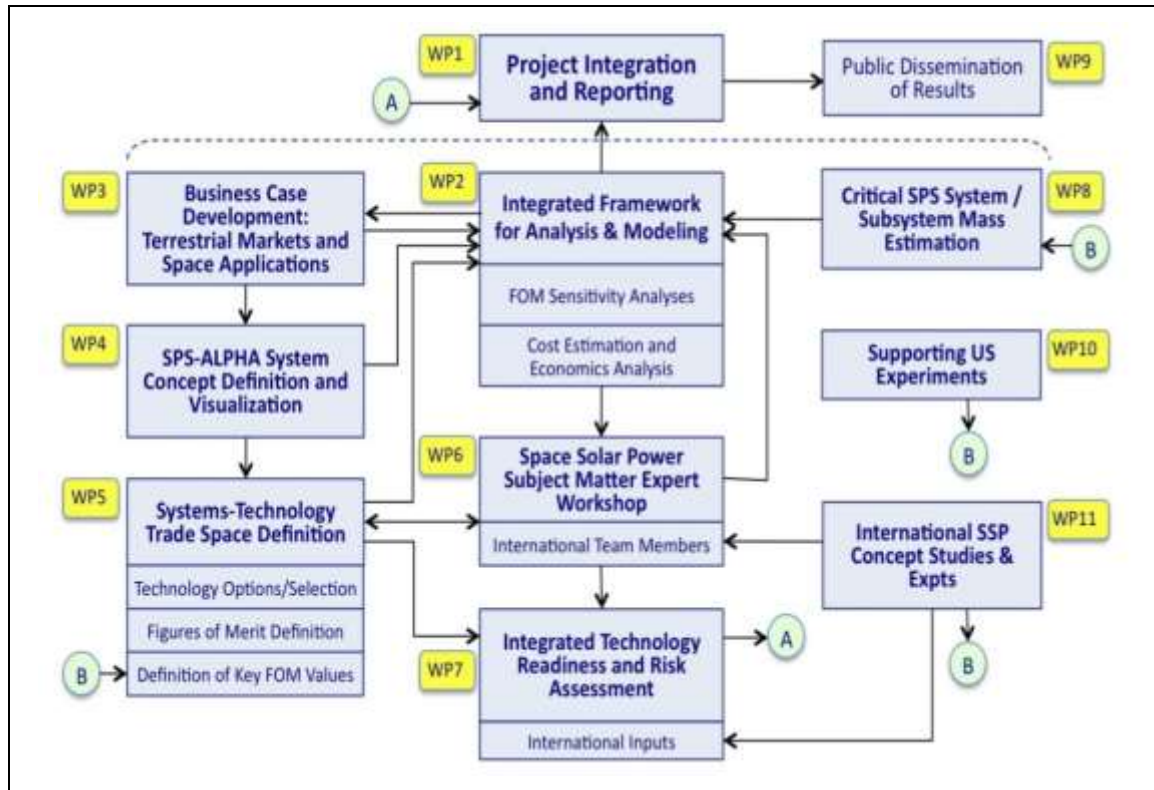 WP1
Project Integration
and Reporting
A
Public Dissemination
of Results
WP9
WP3
Business Case
Development:
Terrestrial Markets and
Space Applications
WP2
Integrated Framework
for Analysis & Modeling
FOM Sensitivity Analyses
Cost Estimation and
Economics Analysis
Critical SPS System /
Subsystem Mass
Estimation
WP8
B
WP4
SPS-ALPHA System
Concept Definition and
Visualization
Supporting US
Experiments
WP10
B
WP5
Systems-Technology
Trade Space Definition
Technology Options/Selection
Figures of Merit Definition
Definition of Key FOM Values
B
WP6
Space Solar Power
Subject Matter Expert
Workshop
International Team Members
International SSP
Concept Studies &
Expts
WP11
B
WP7
Integrated Technology
Readiness and Risk
Assessment
International Inputs
A